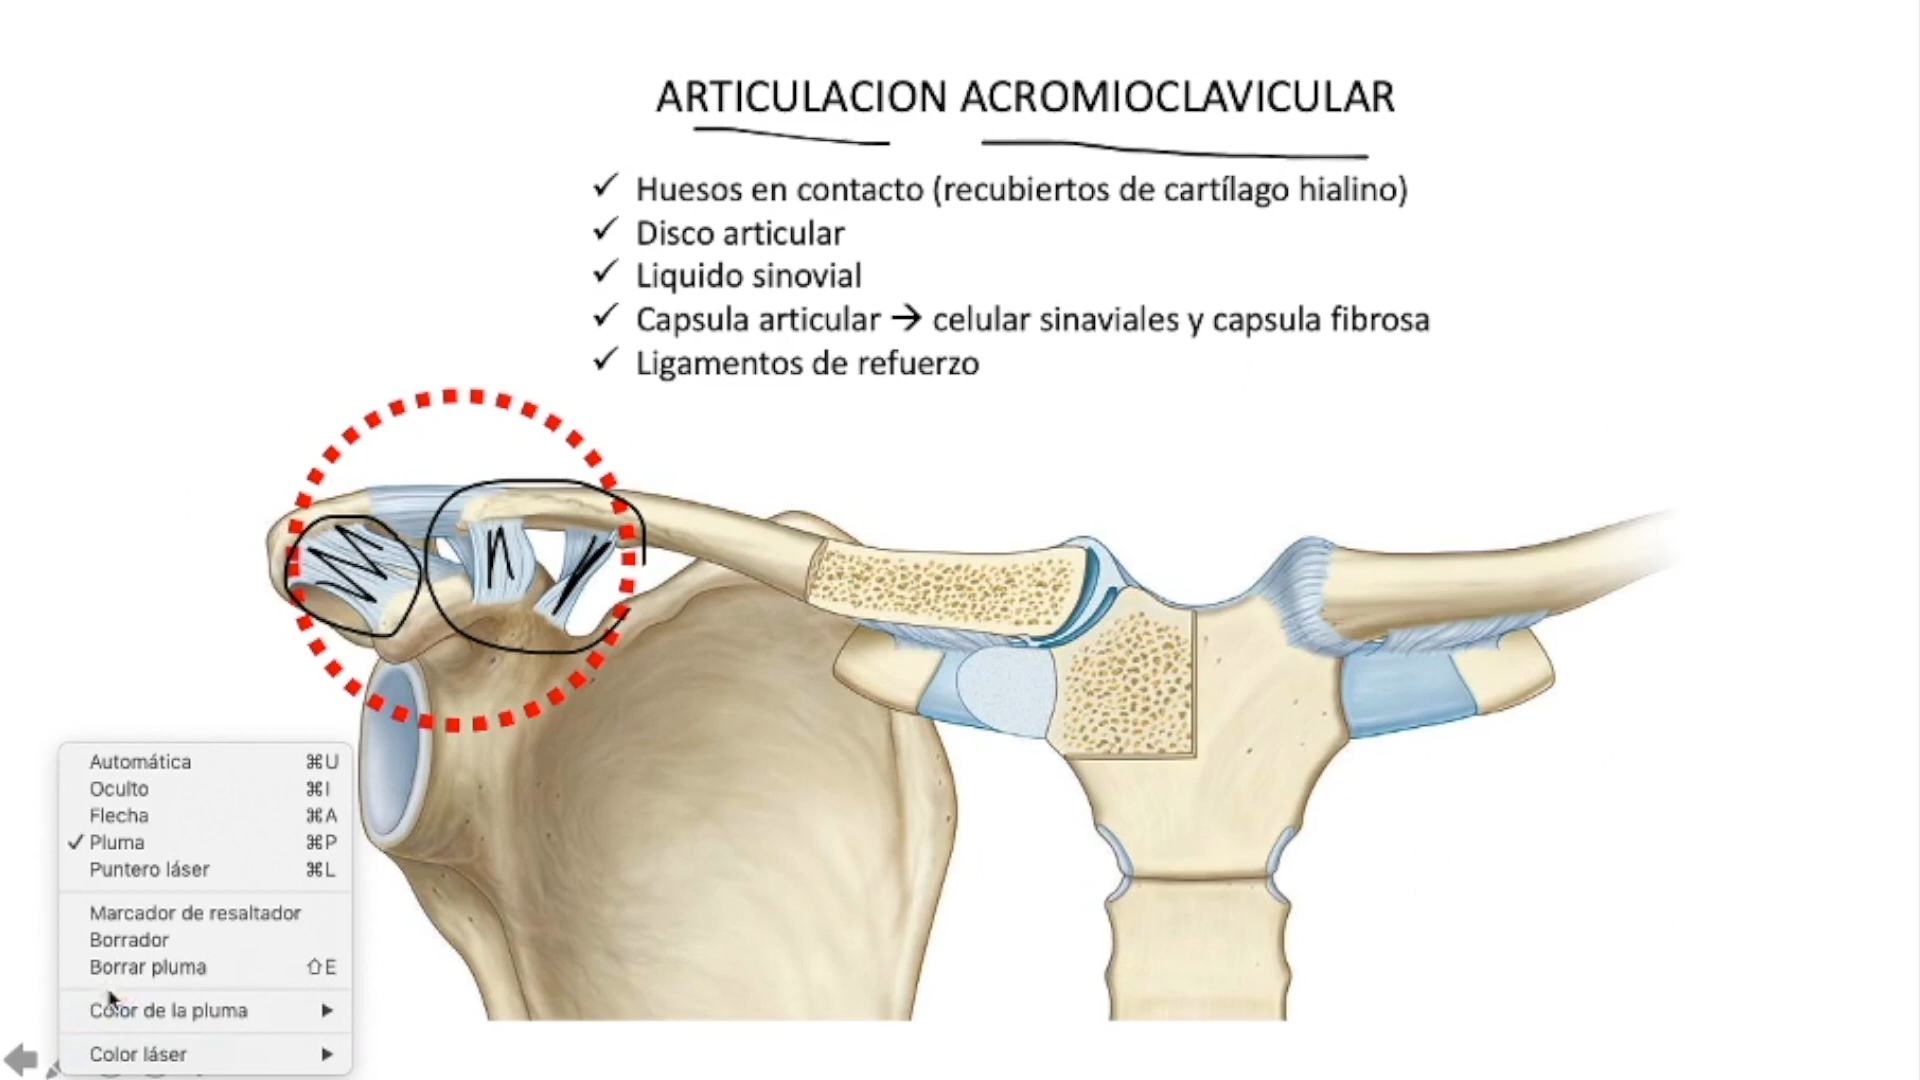 ARTICULACION ACROMIOCLAVICULAR
✓ Huesos en contacto (recubiertos de cartílago hialino)
✓ Disco articular
✓ Liquido sinovial
✓ Capsula articular → celular sinaviales y capsula fibrosa
✓ Ligamentos de refuerzo
Automática ⌘U
Oculto ⌘I
Flecha ⌘A
✓ Pluma ⌘P
Puntero láser ⌘L
Marcador de resaltador
Borrador
Borrar pluma ⇧E
Color de la pluma ▶
Color láser ▶